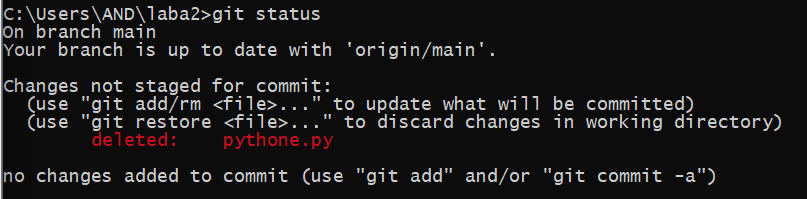 C:\Users\AND\laba2>git status
On branch main
Your branch is up to date with 'origin/main'.
Changes not staged for commit:
(use "git add/rm <file>..." to update what will be committed)
(use "git restore <file>..." to discard changes in working directory)
deleted: pythone.py
no changes added to commit (use "git add" and/or "git commit -a")